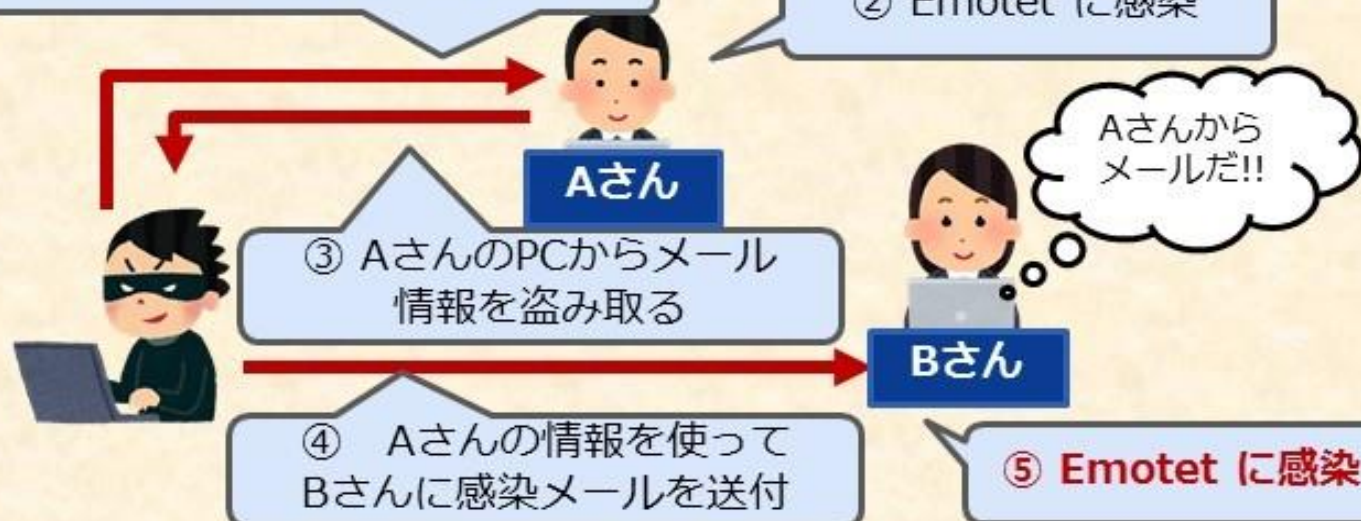 ② Emotet に感染
Aさんから
メールだ!!
Aさん
③ AさんのPCからメール
情報を盗み取る
Bさん
④ Aさんの情報を使って
Bさんに感染メールを送付
⑤ Emotet に感染